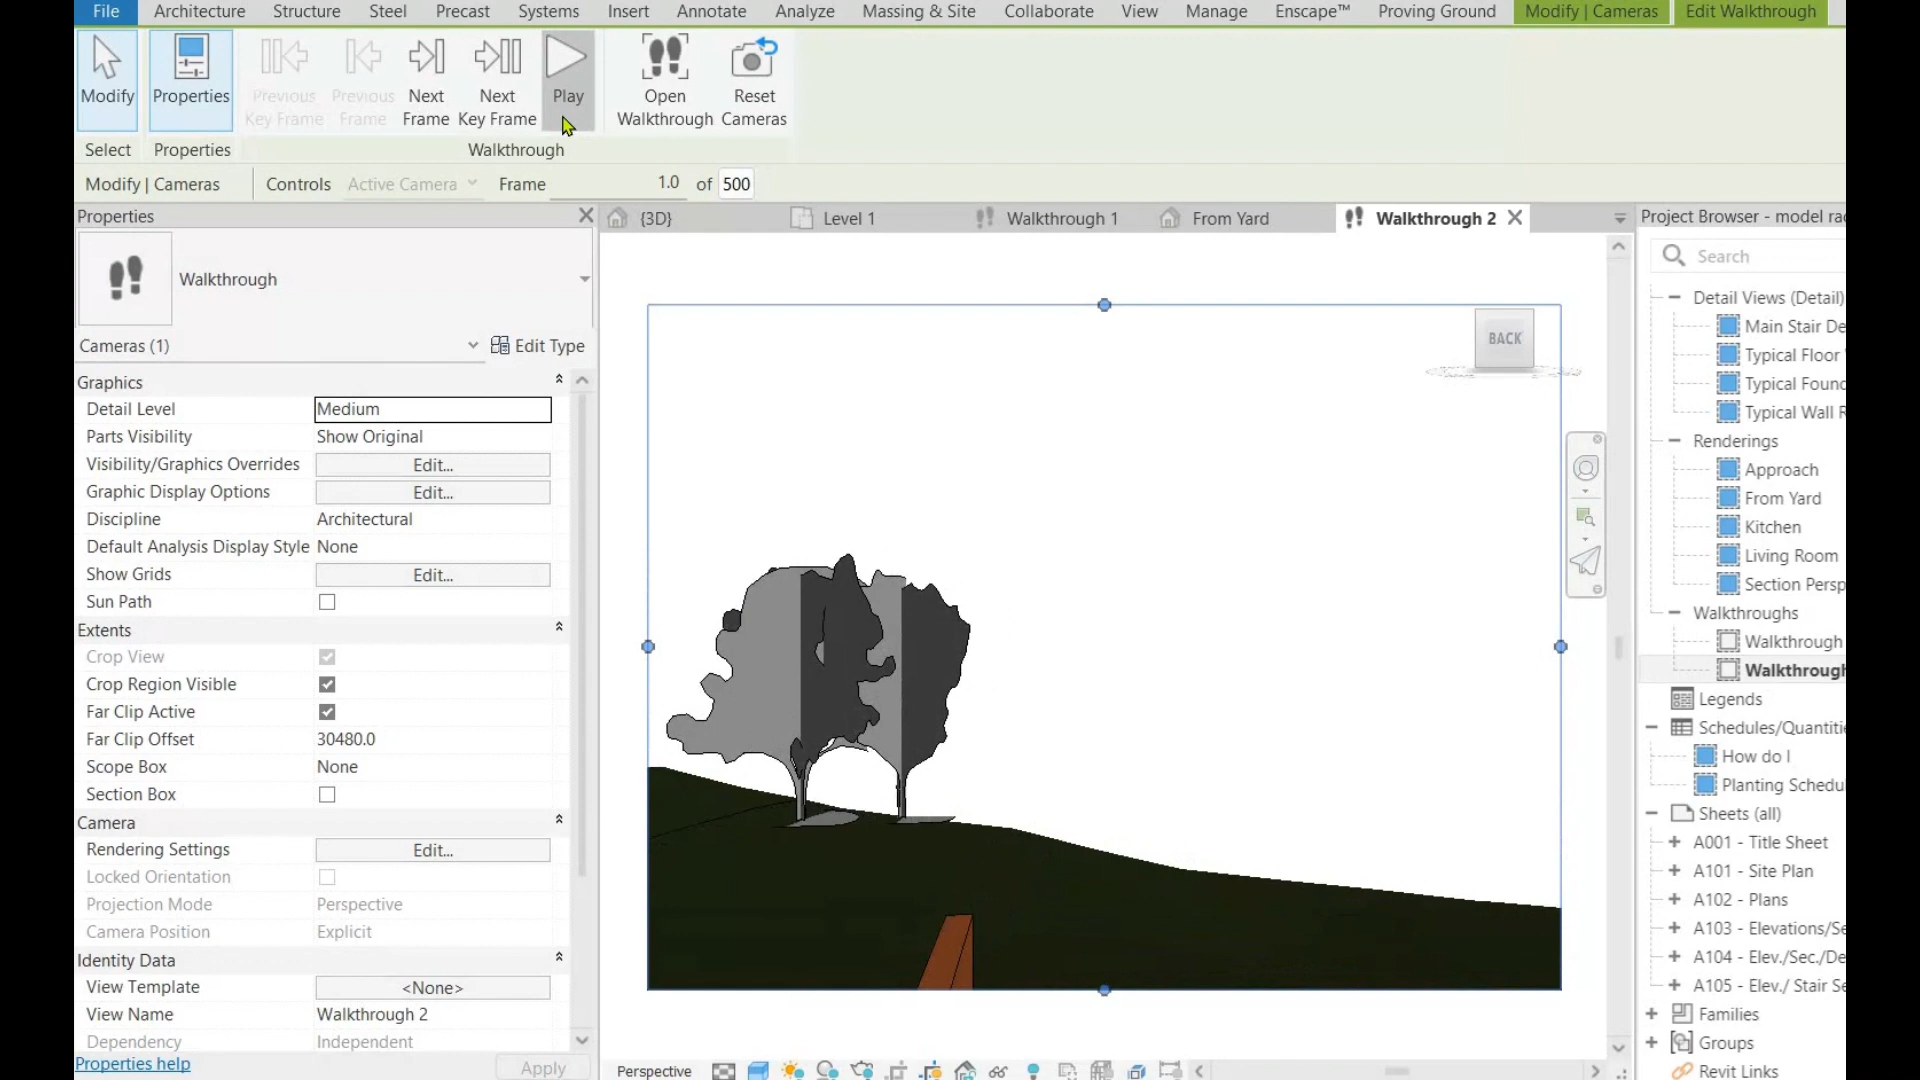 File Architecture Structure Steel Precast Systems Insert Annotate Analyze Massing & Site Collaborate View Manage Enscape™ Proving Ground Modify | Cameras Edit Walkthrough
Modify Properties Previous Key Frame Previous Frame Next Frame Next Key Frame Play Open Walkthrough Reset Cameras
Select Properties Walkthrough
Modify | Cameras Controls Active Camera Frame 1.0 of 500
Properties
{3D} Level 1 Walkthrough 1 From Yard Walkthrough 2
Walkthrough
Cameras (1) Edit Type
Graphics
Detail Level Medium
Parts Visibility Show Original
Visibility/Graphics Overrides Edit...
Graphic Display Options Edit...
Discipline Architectural
Default Analysis Display Style None
Show Grids Edit...
Sun Path
Extents
Crop View
Crop Region Visible
Far Clip Active
Far Clip Offset 30480.0
Scope Box None
Section Box
Camera
Rendering Settings Edit...
Locked Orientation
Projection Mode Perspective
Camera Position Explicit
Identity Data
View Template <None>
View Name Walkthrough 2
Dependency Independent
Properties help Apply
BACK
Perspective
Project Browser - model rac
Search
Detail Views (Detail)
Main Stair De
Typical Floor
Typical Found
Typical Wall R
Renderings
Approach
From Yard
Kitchen
Living Room
Section Persp
Walkthroughs
Walkthrough
Walkthrough
Legends
Schedules/Quantitie
How do I
Planting Schedu
Sheets (all)
A001 - Title Sheet
A101 - Site Plan
A102 - Plans
A103 - Elevations/Se
A104 - Elev./Sec./De
A105 - Elev./ Stair Se
Families
Groups
Revit Links